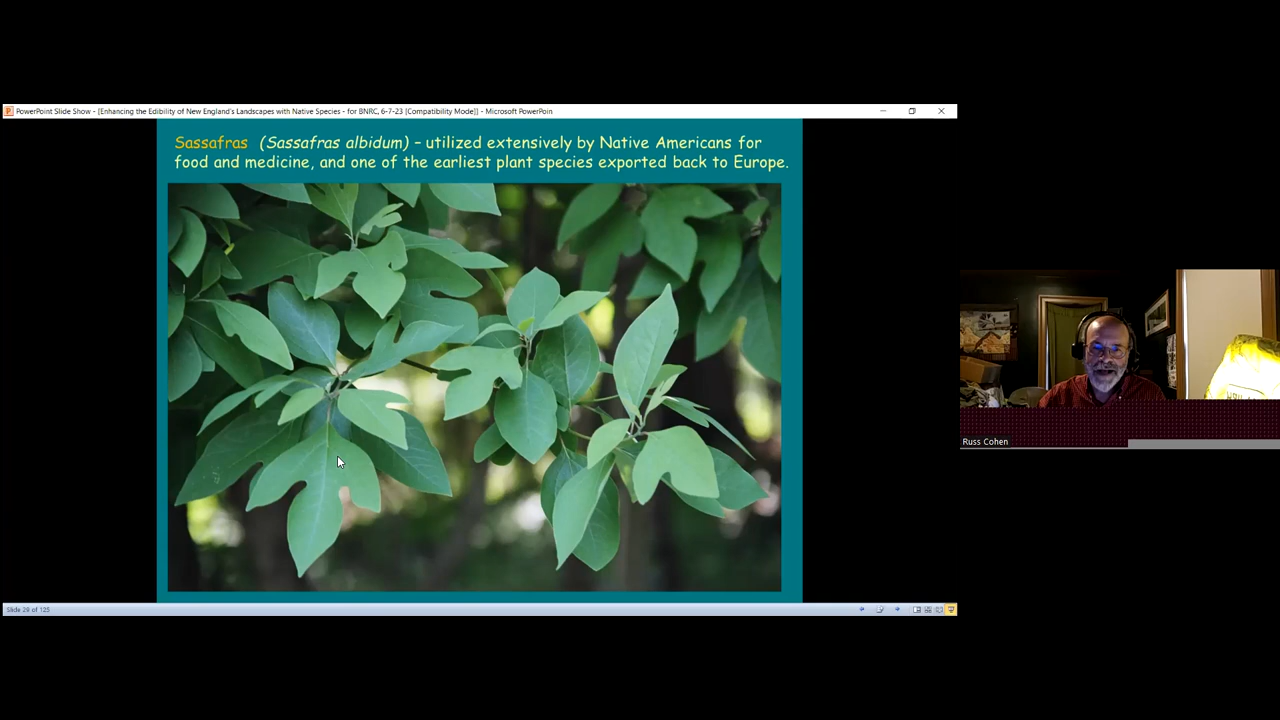 PowerPoint Slide Show - [Enhancing the Edibility of New England's Landscapes with Native Species - for BNRC, 6-7-23 [Compatibility Mode]] - Microsoft PowerPoin
Sassafras (Sassafras albidum) – utilized extensively by Native Americans for
food and medicine, and one of the earliest plant species exported back to Europe.
Russ Cohen
Slide 28 of 125